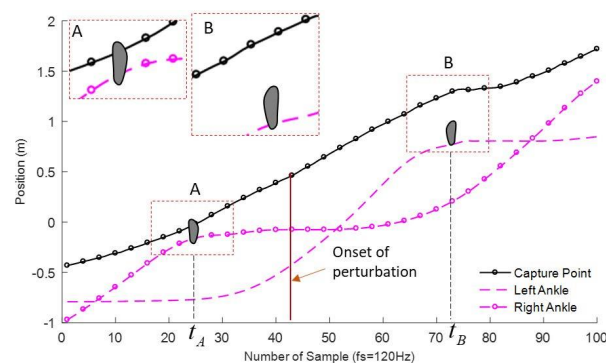 2
1.5
1
0.5
0
-0.5
-1
Position (m)
A
B
A
B
Onset of
perturbation
Capture Point
Left Ankle
Right Ankle
0
10
20
30
40
50
60
70
80
90
100
t_A
t_B
Number of Sample (fs=120Hz)